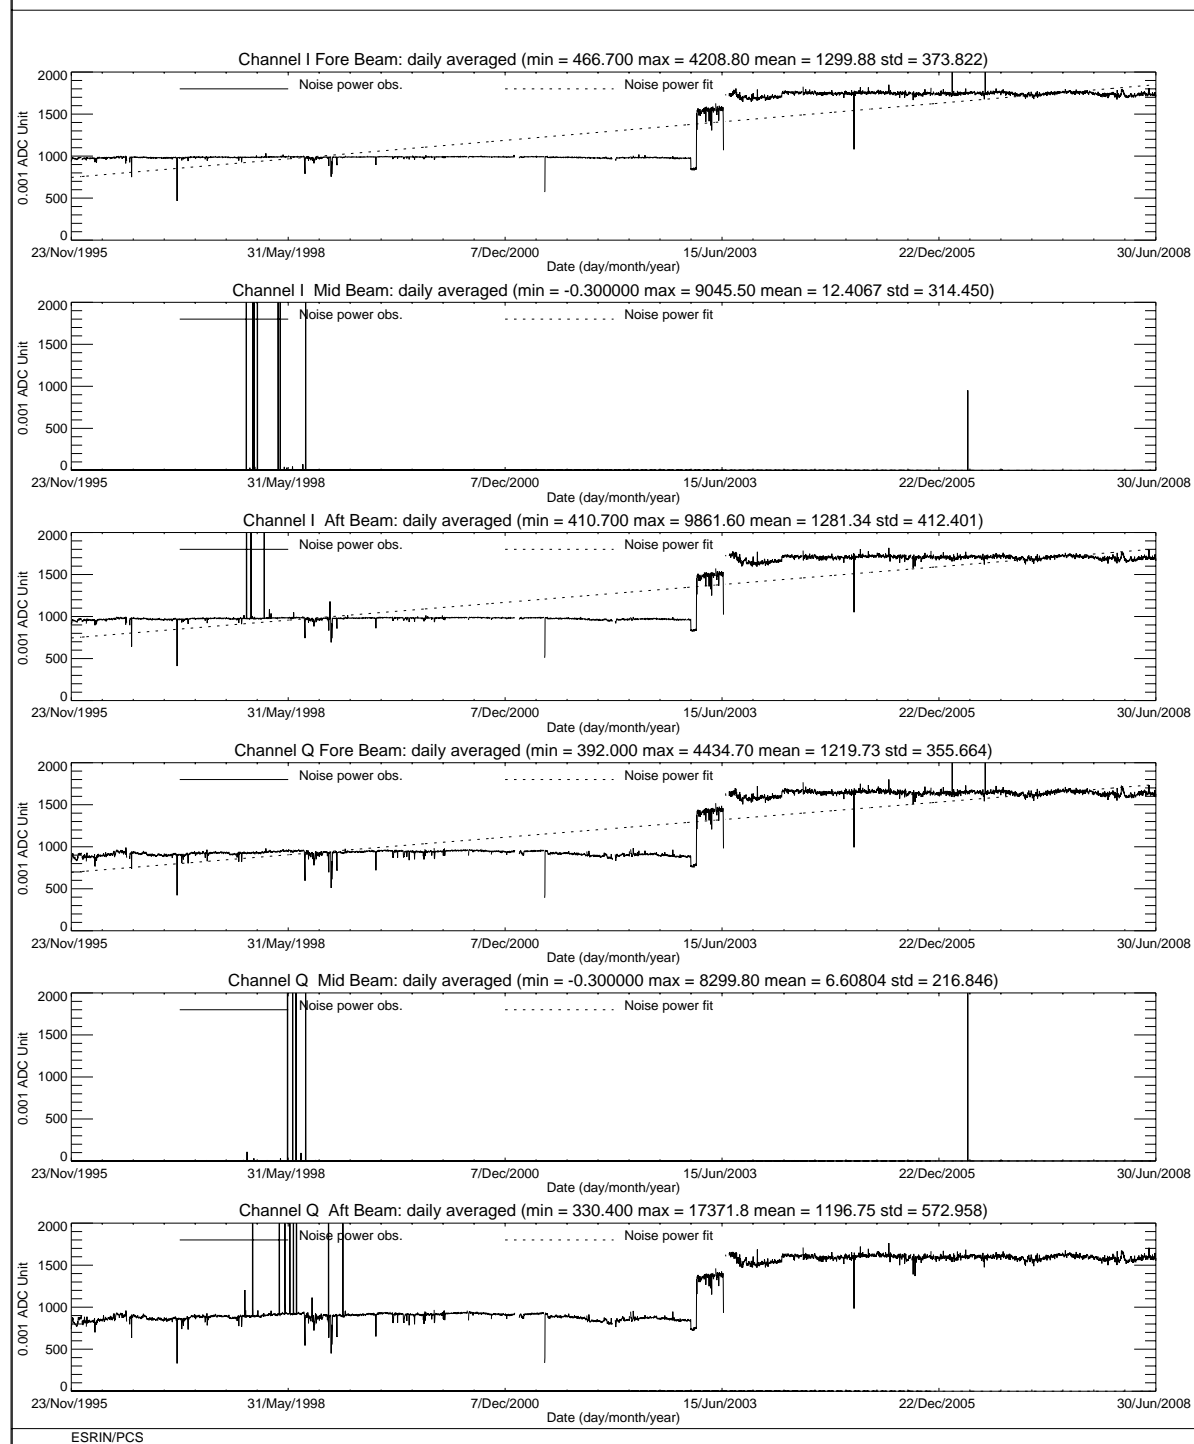 Channel I Fore Beam: daily averaged (min = 466.700 max = 4208.80 mean = 1299.88 std = 373.822)
Noise power obs. Noise power fit
0.001 ADC Unit
2000
1500
1000
500
0
23/Nov/1995 31/May/1998 7/Dec/2000 15/Jun/2003 22/Dec/2005 30/Jun/2008
Date (day/month/year)
Channel I Mid Beam: daily averaged (min = -0.300000 max = 9045.50 mean = 12.4067 std = 314.450)
Noise power obs. Noise power fit
0.001 ADC Unit
2000
1500
1000
500
0
23/Nov/1995 31/May/1998 7/Dec/2000 15/Jun/2003 22/Dec/2005 30/Jun/2008
Date (day/month/year)
Channel I Aft Beam: daily averaged (min = 410.700 max = 9861.60 mean = 1281.34 std = 412.401)
Noise power obs. Noise power fit
0.001 ADC Unit
2000
1500
1000
500
0
23/Nov/1995 31/May/1998 7/Dec/2000 15/Jun/2003 22/Dec/2005 30/Jun/2008
Date (day/month/year)
Channel Q Fore Beam: daily averaged (min = 392.000 max = 4434.70 mean = 1219.73 std = 355.664)
Noise power obs. Noise power fit
0.001 ADC Unit
2000
1500
1000
500
0
23/Nov/1995 31/May/1998 7/Dec/2000 15/Jun/2003 22/Dec/2005 30/Jun/2008
Date (day/month/year)
Channel Q Mid Beam: daily averaged (min = -0.300000 max = 8299.80 mean = 6.60804 std = 216.846)
Noise power obs. Noise power fit
0.001 ADC Unit
2000
1500
1000
500
0
23/Nov/1995 31/May/1998 7/Dec/2000 15/Jun/2003 22/Dec/2005 30/Jun/2008
Date (day/month/year)
Channel Q Aft Beam: daily averaged (min = 330.400 max = 17371.8 mean = 1196.75 std = 572.958)
Noise power obs. Noise power fit
0.001 ADC Unit
2000
1500
1000
500
0
23/Nov/1995 31/May/1998 7/Dec/2000 15/Jun/2003 22/Dec/2005 30/Jun/2008
Date (day/month/year)
ESRIN/PCS